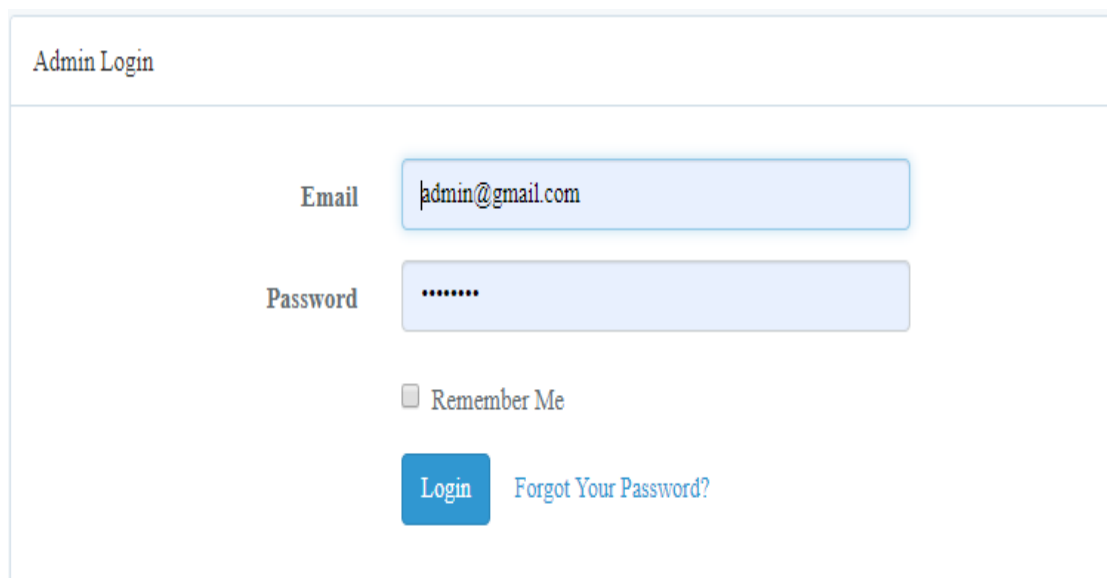 Admin Login
Email admin@gmail.com
Password ••••••••
Remember Me
Login Forgot Your Password?